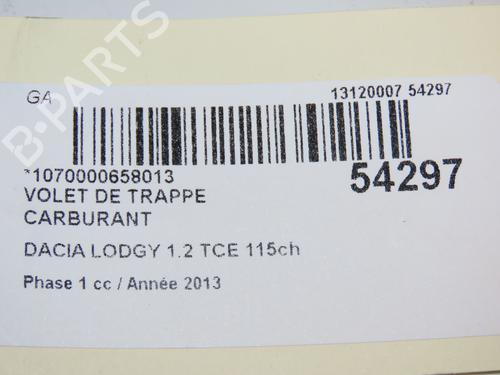 GA
13120007 54297
*1070000658013
54297
VOLET DE TRAPPE
CARBURANT
DACIA LODGY 1.2 TCE 115ch
Phase 1 cc / Année 2013
B-PARTS